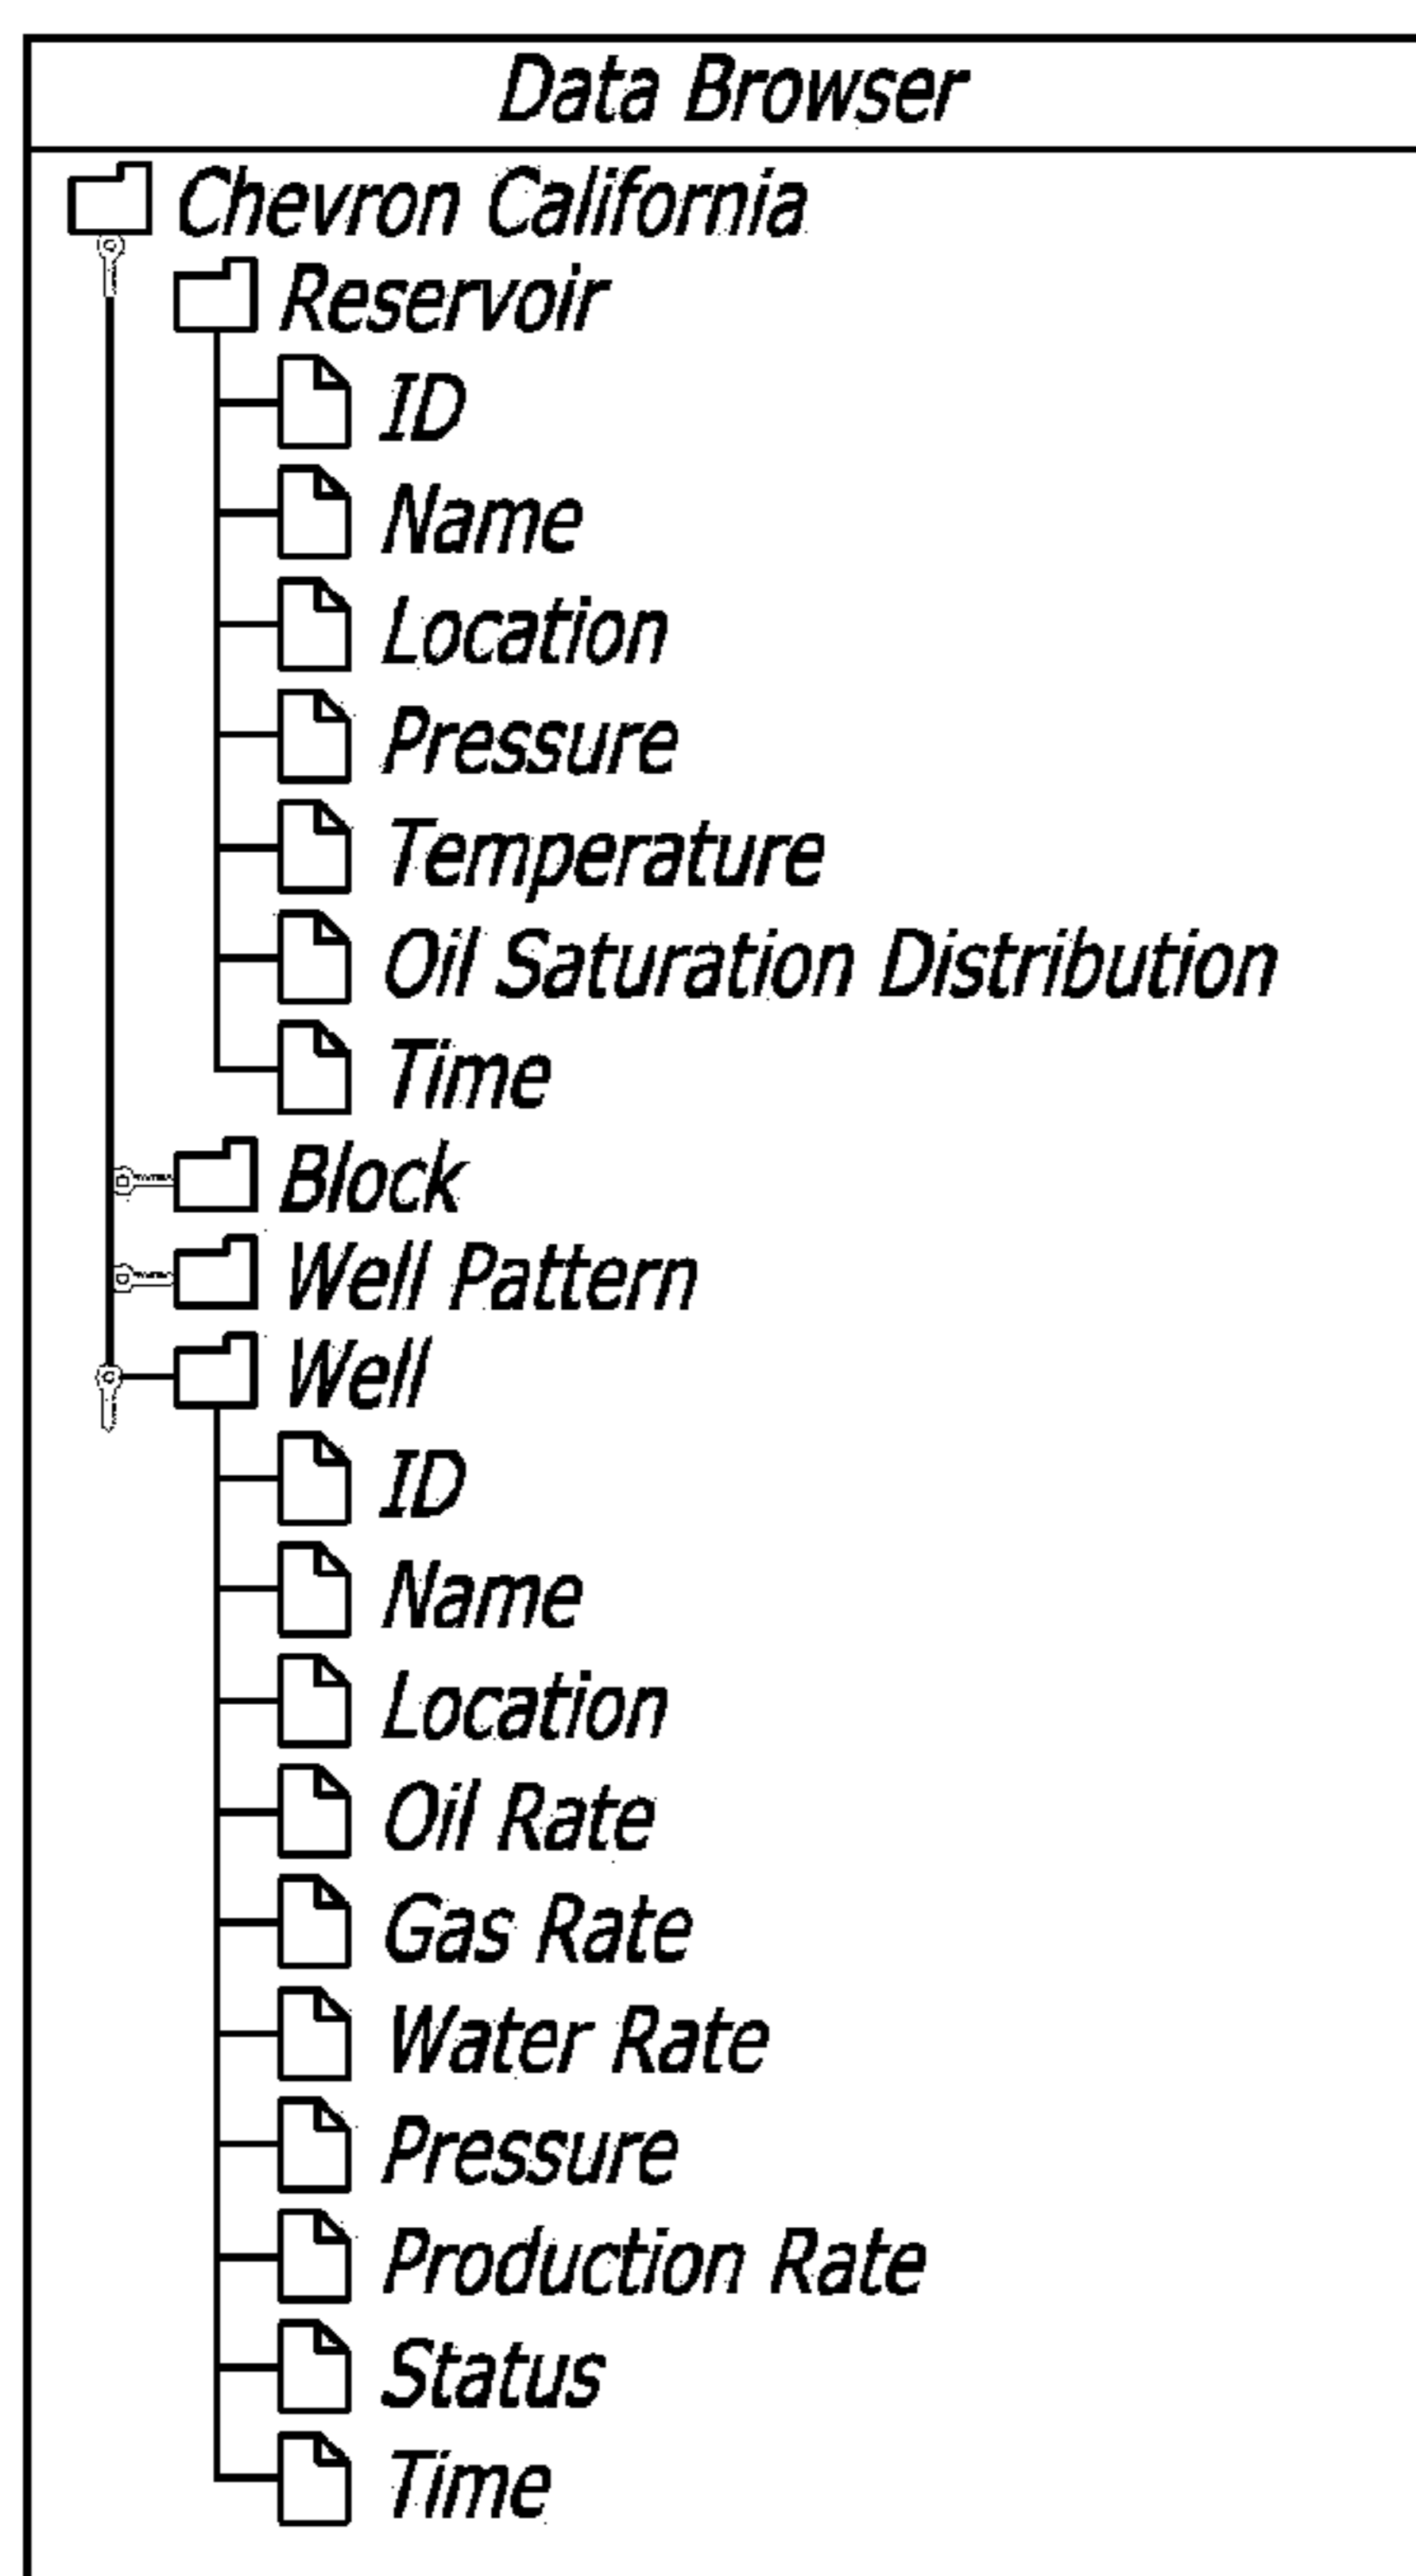 Data Browser
Chevron California
Reservoir
ID
Name
Location
Pressure
Temperature
Oil Saturation Distribution
Time
Block
Well Pattern
Well
ID
Name
Location
Oil Rate
Gas Rate
Water Rate
Pressure
Production Rate
Status
Time